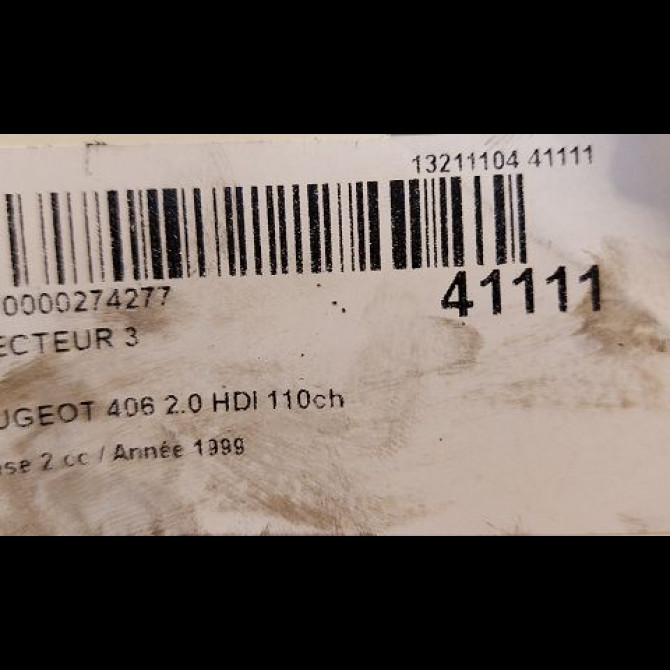 13211104 41111
0000274277
41111
ECTEUR 3
UGEOT 406 2.0 HDI 110ch
se 2 cc / Année 1999